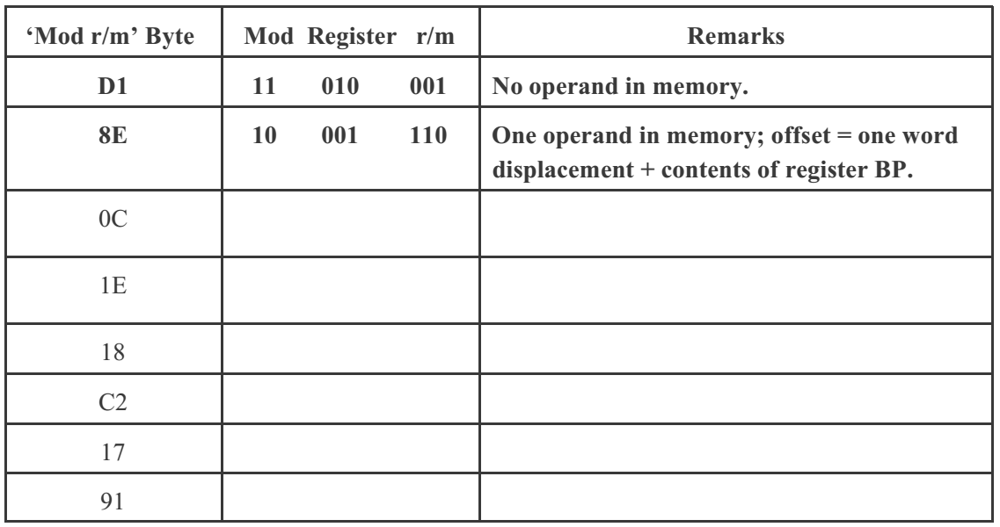 ‘Mod r/m’ Byte Mod Register r/m Remarks
D1 11 010 001 No operand in memory.
8E 10 001 110 One operand in memory; offset = one word
displacement + contents of register BP.
0C
1E
18
C2
17
91